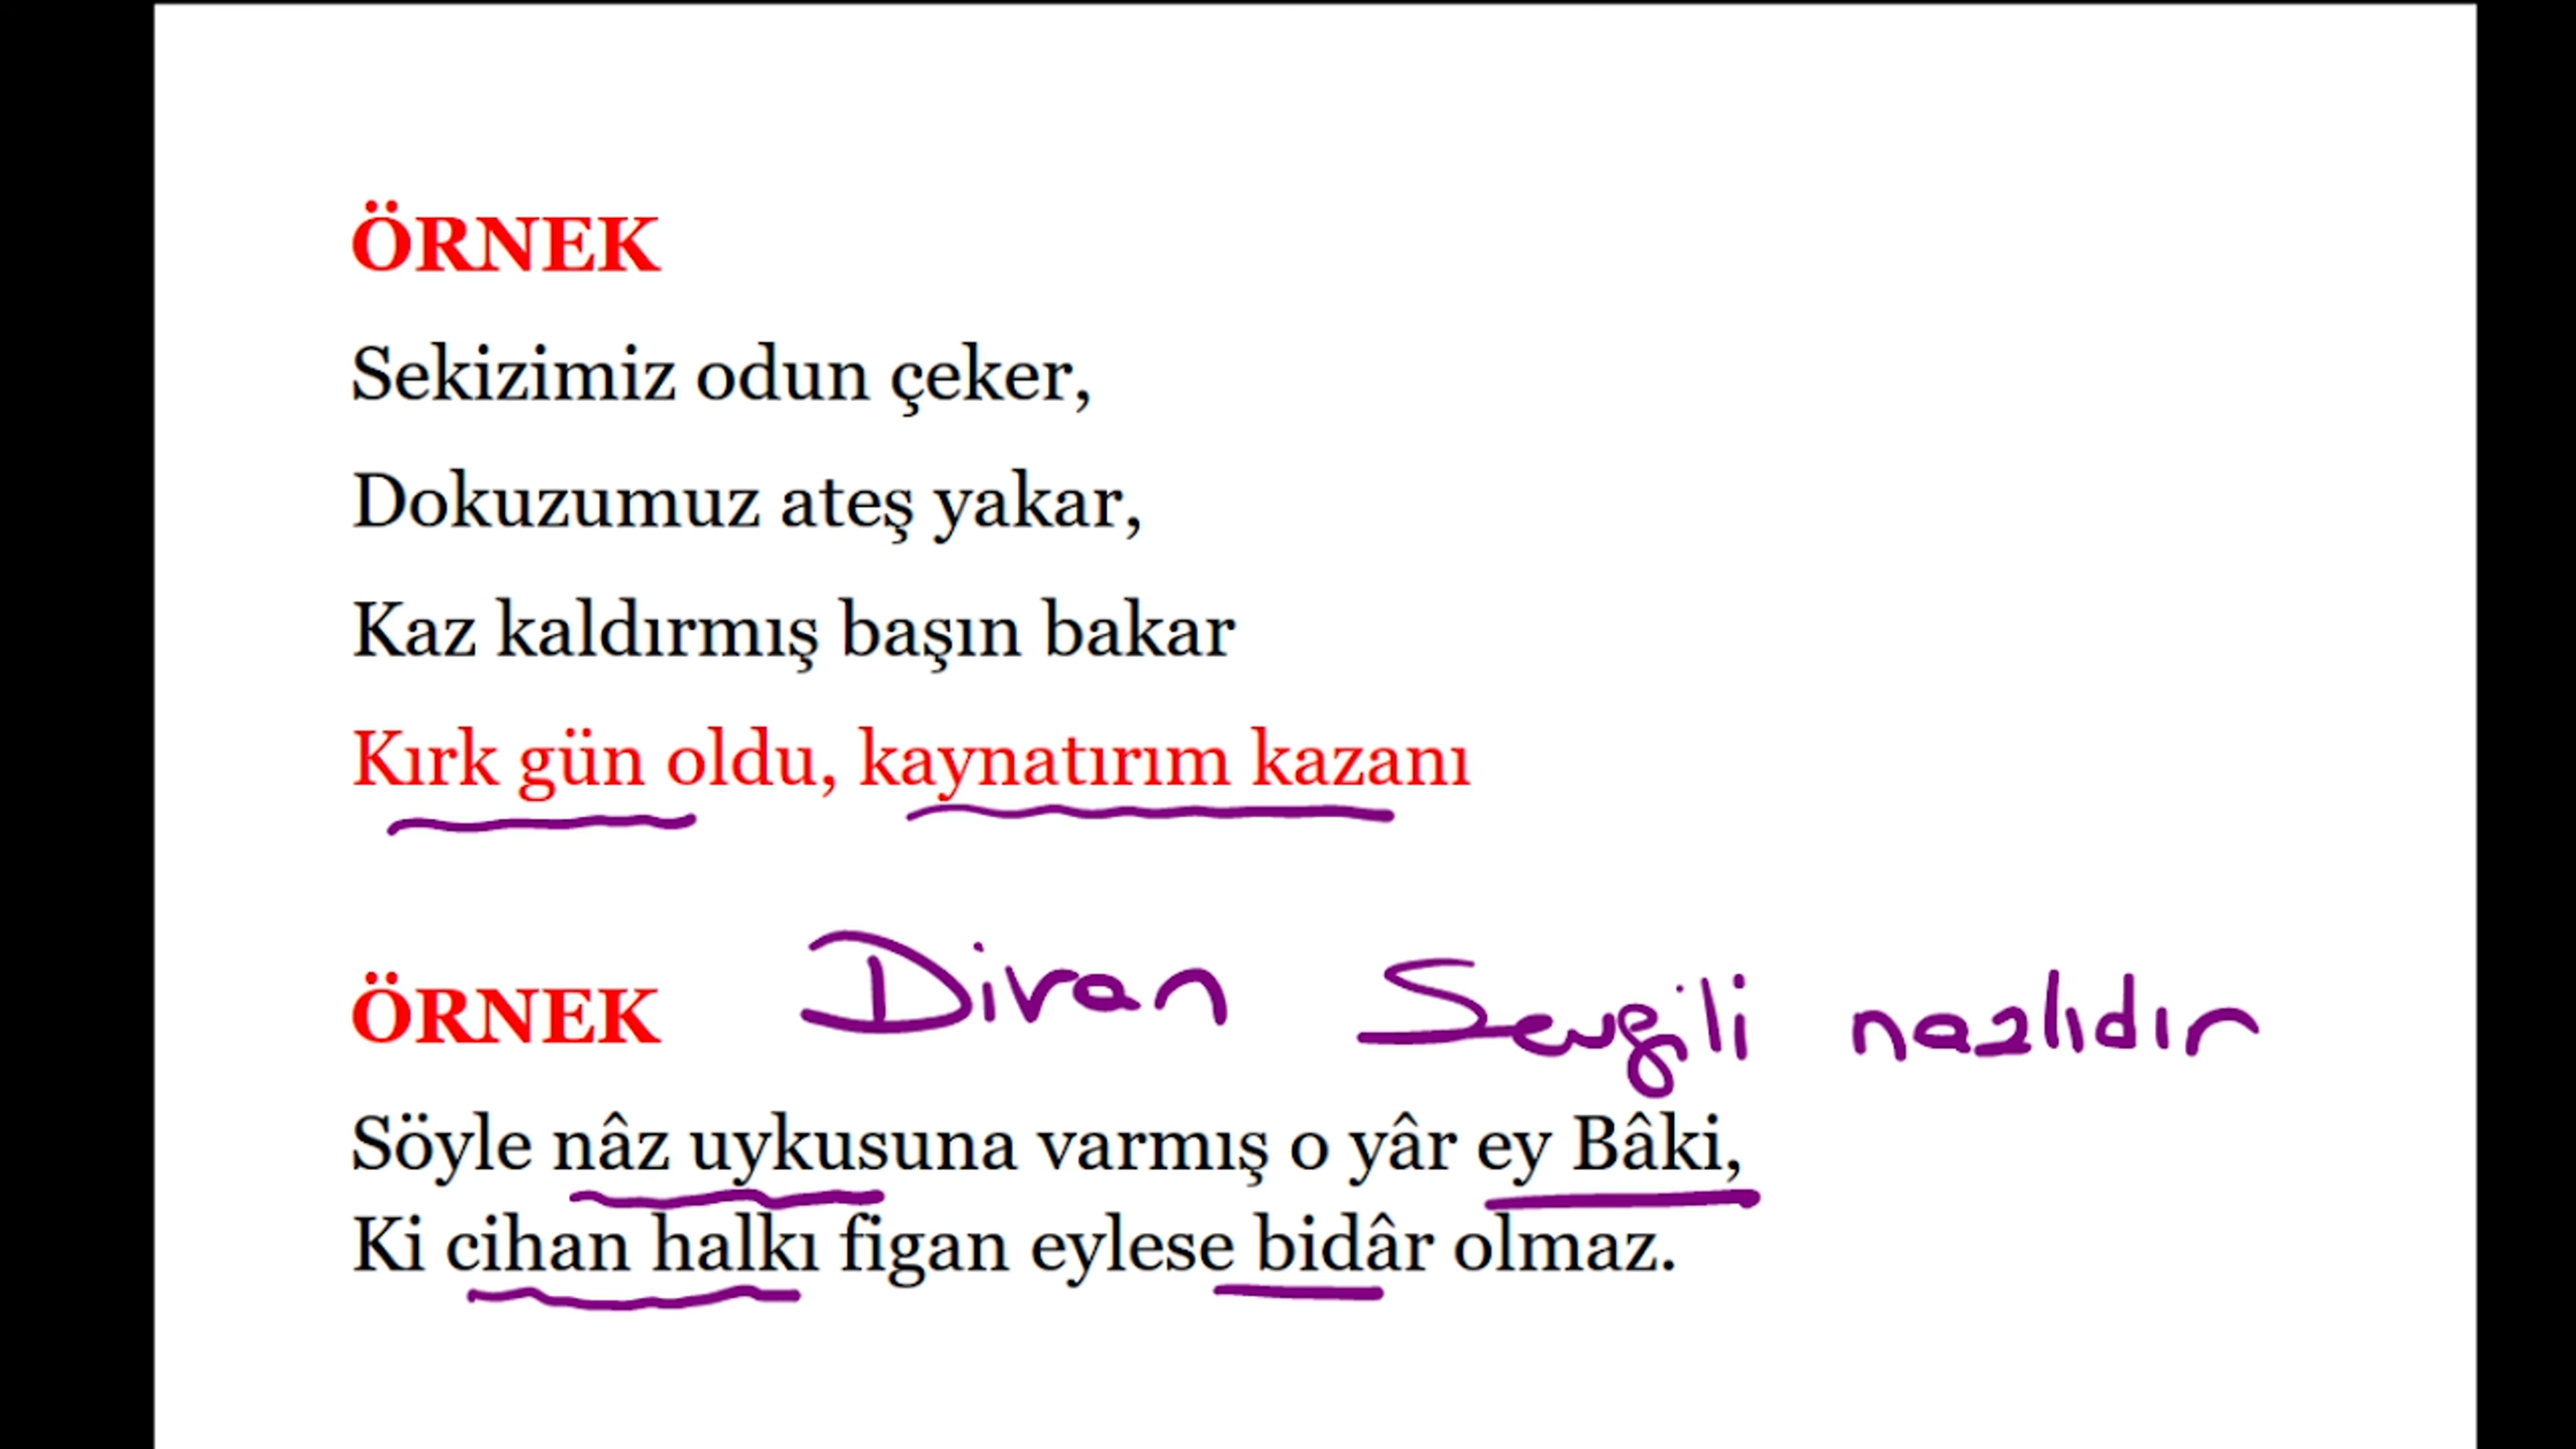 ÖRNEK
Sekizimiz odun çeker,
Dokuzumuz ateş yakar,
Kaz kaldırmış başın bakar
Kırk gün oldu, kaynatırım kazanı
ÖRNEK Divan Sevgili nazlıdır
Söyle nâz uykusuna varmış o yâr ey Bâki,
Ki cihan halkı figan eylese bidâr olmaz.